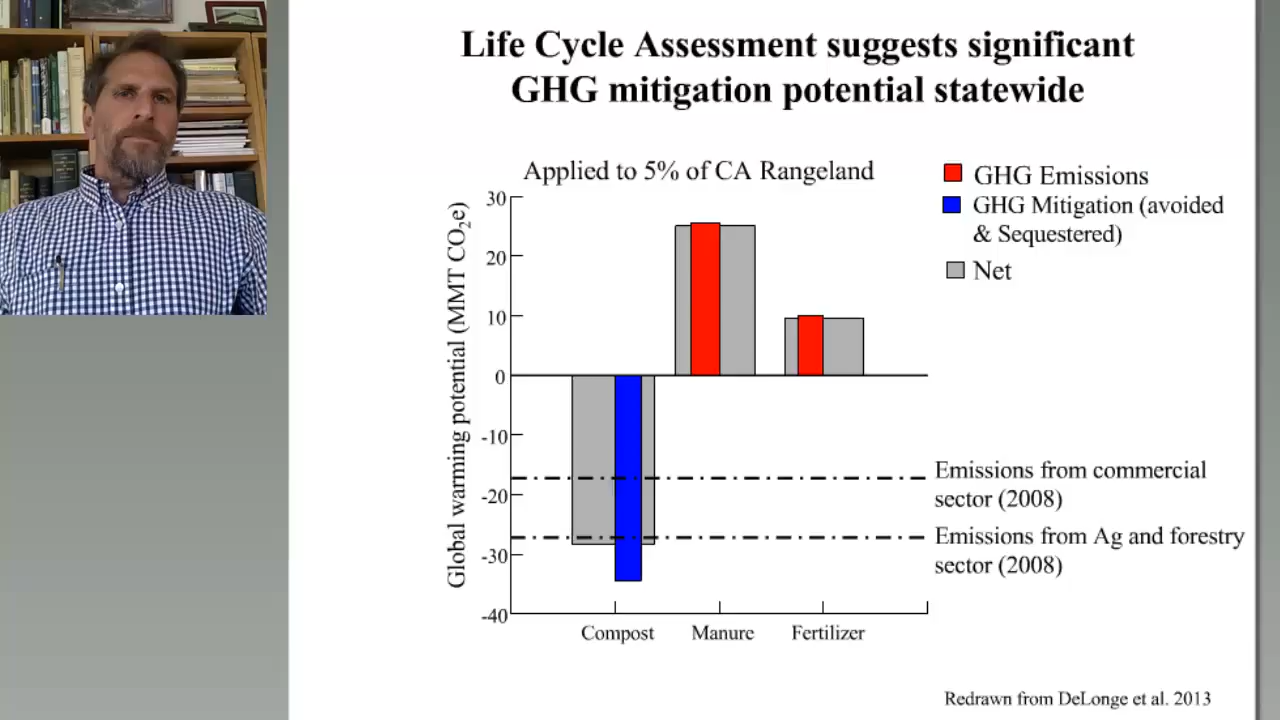 Life Cycle Assessment suggests significant
GHG mitigation potential statewide
Applied to 5% of CA Rangeland
GHG Emissions
GHG Mitigation (avoided
& Sequestered)
Net
Global warming potential (MMT CO₂e)
30
20
10
0
-10
-20
-30
-40
Emissions from commercial
sector (2008)
Emissions from Ag and forestry
sector (2008)
Compost Manure Fertilizer
Redrawn from DeLonge et al. 2013